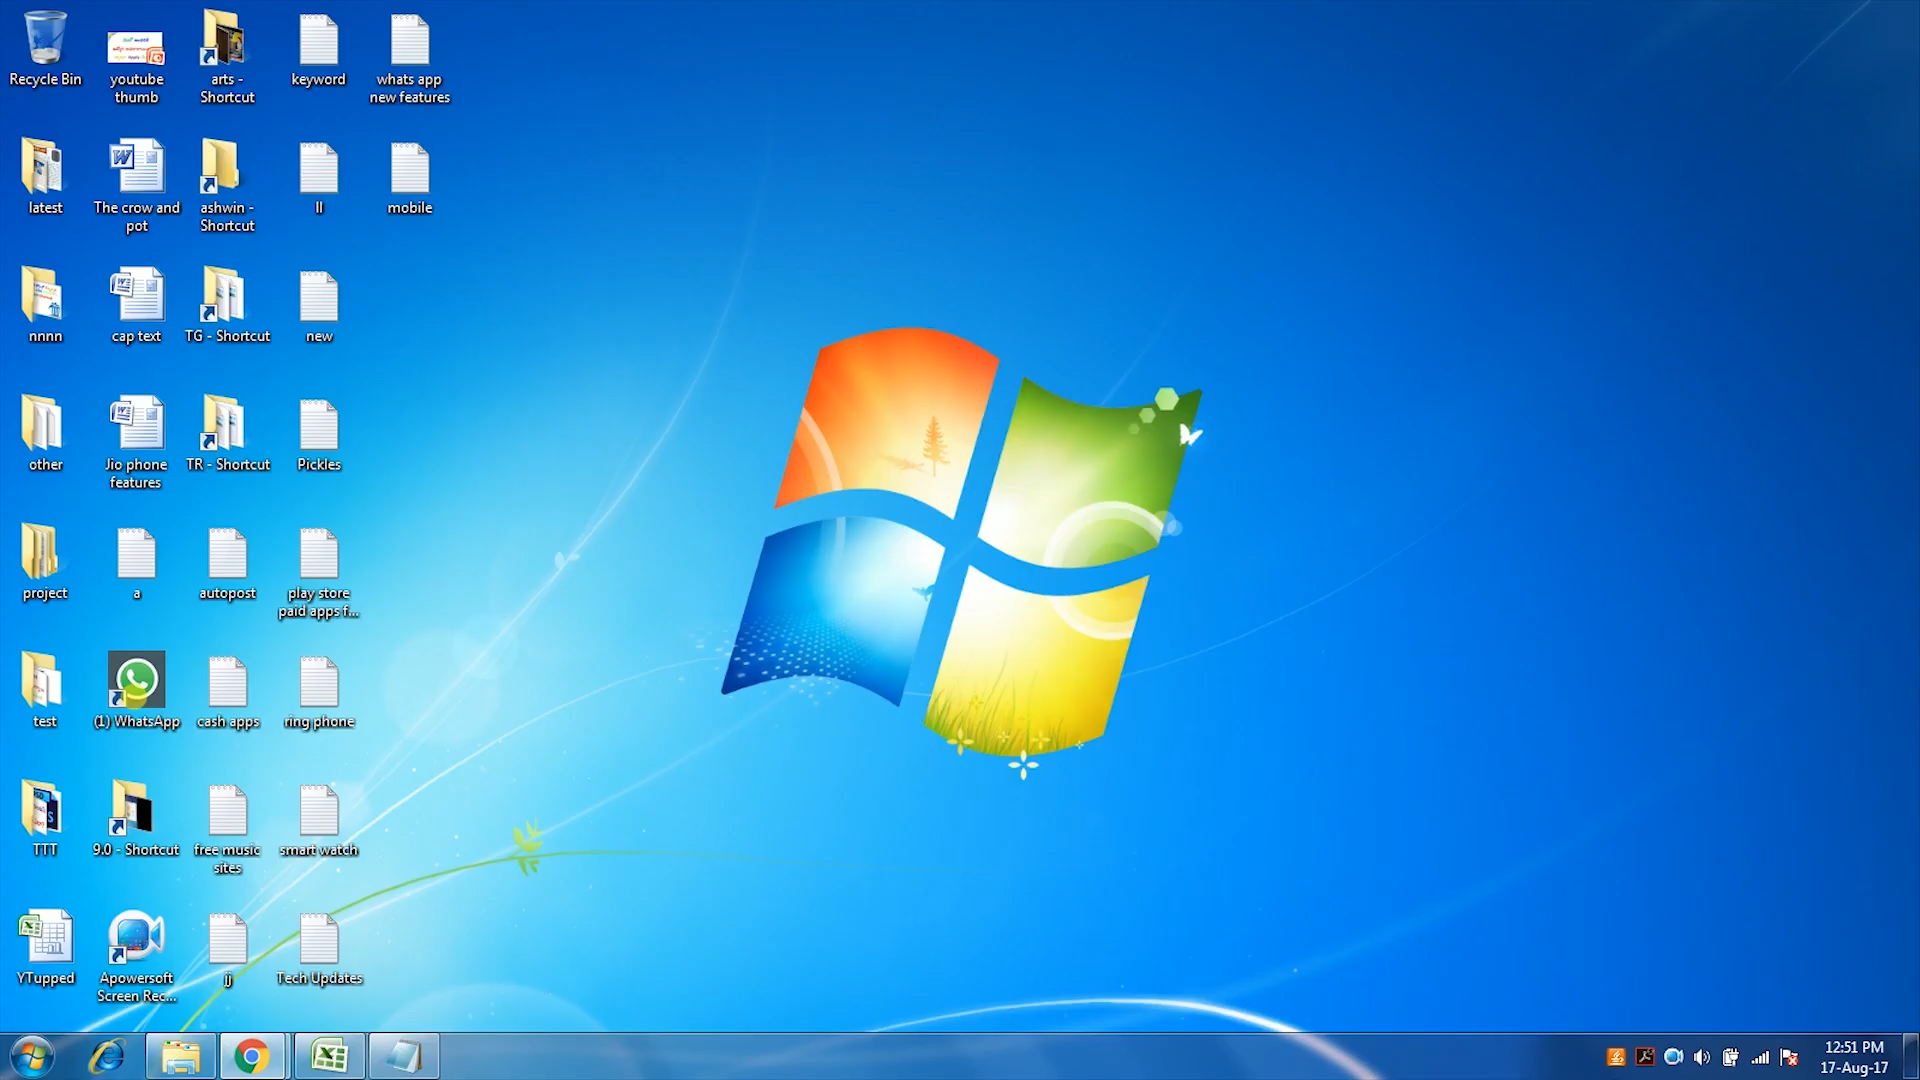 Recycle Bin
youtube
thumb
arts -
Shortcut
keyword
whats app
new features
latest
The crow and
pot
ashwin -
Shortcut
ll
mobile
nnnn
cap text
TG - Shortcut
new
other
Jio phone
features
TR - Shortcut
Pickles
project
a
autopost
play store
paid apps f...
test
(1) WhatsApp
cash apps
ring phone
TTT
9.0 - Shortcut
free music
sites
smart watch
YTupped
Apowersoft
Screen Rec...
jj
Tech Updates
12:51 PM
17-Aug-17